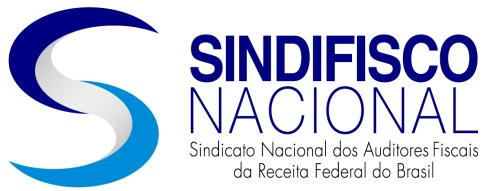 SINDIFISCO
NACIONAL
Sindicato Nacional dos Auditores Fiscais
da Receita Federal do Brasil